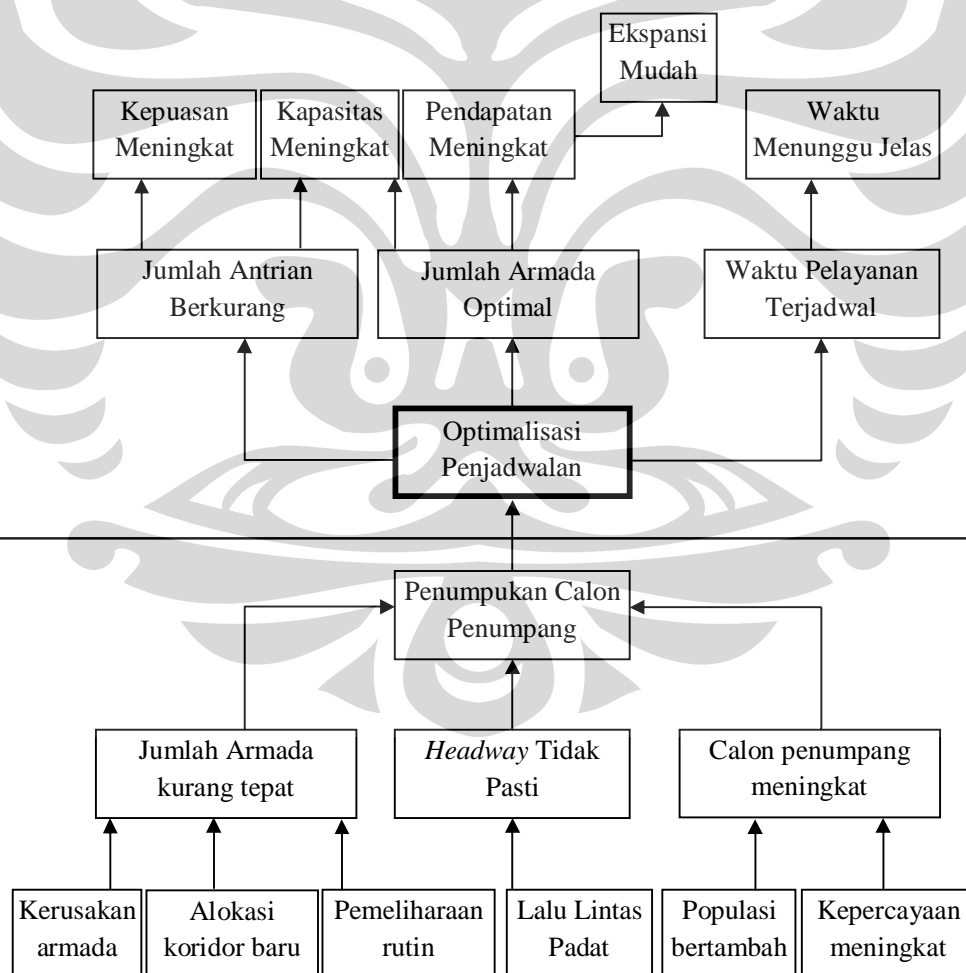 Ekspansi
Mudah
Kepuasan
Meningkat
Kapasitas
Meningkat
Pendapatan
Meningkat
Waktu
Menunggu Jelas
Jumlah Antrian
Berkurang
Jumlah Armada
Optimal
Waktu Pelayanan
Terjadwal
Optimalisasi
Penjadwalan
Penumpukan Calon
Penumpang
Jumlah Armada
kurang tepat
Headway Tidak
Pasti
Calon penumpang
meningkat
Kerusakan
armada
Alokasi
koridor baru
Pemeliharaan
rutin
Lalu Lintas
Padat
Populasi
bertambah
Kepercayaan
meningkat